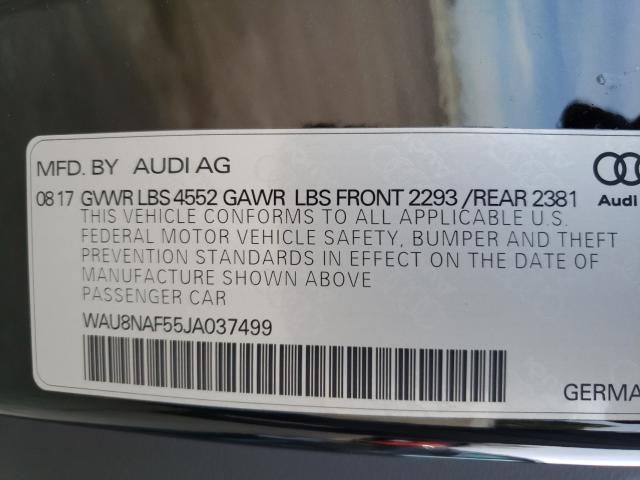 MFD. BY AUDI AG
0817 GVWR LBS 4552 GAWR LBS FRONT 2293 /REAR 2381
Audi
THIS VEHICLE CONFORMS TO ALL APPLICABLE U.S.
FEDERAL MOTOR VEHICLE SAFETY, BUMPER AND THEFT
PREVENTION STANDARDS IN EFFECT ON THE DATE OF
MANUFACTURE SHOWN ABOVE
PASSENGER CAR
WAU8NAF55JA037499
GERMA